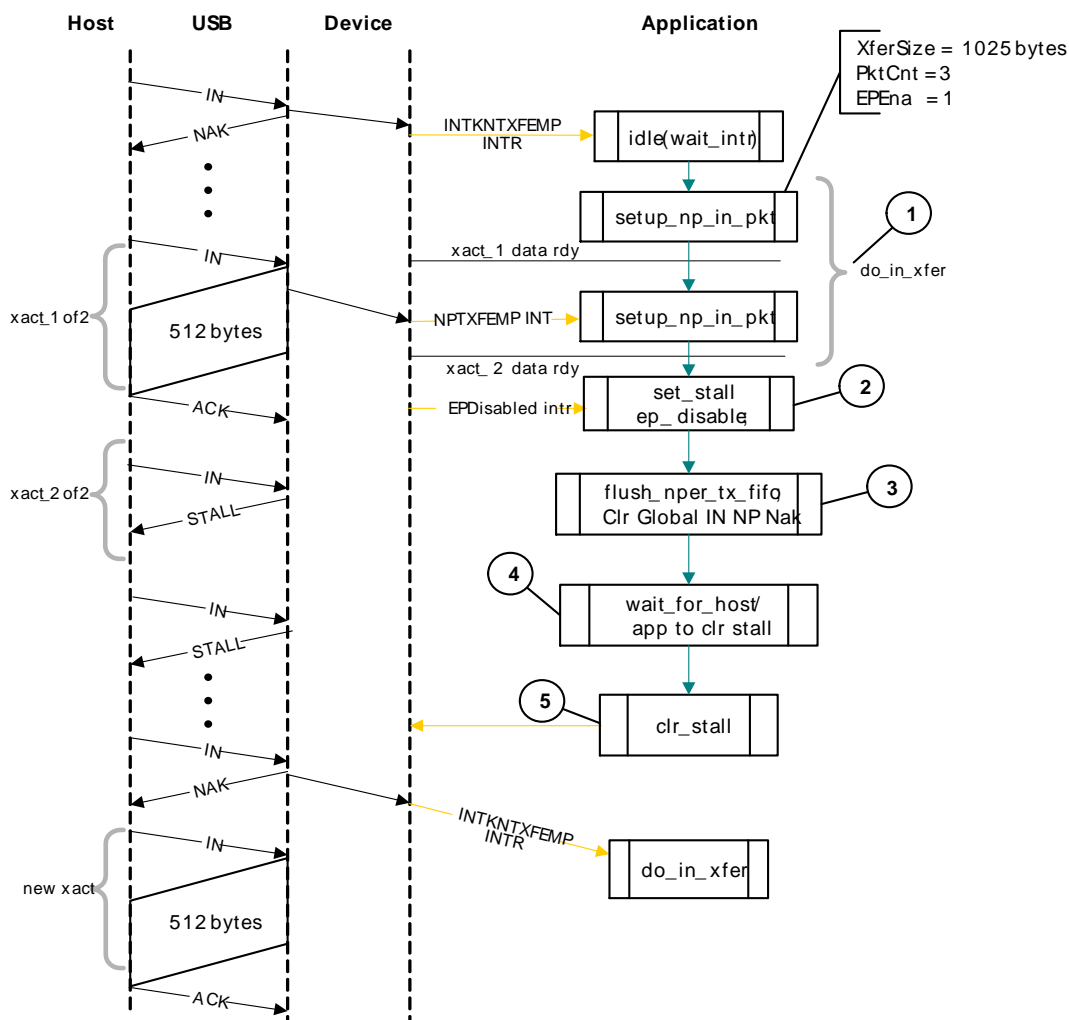 Host USB Device Application
XferSize = 1025 bytes
PktCnt = 3
EPEna = 1
IN
NAK
INTKNTXFEMP
INTR
idle(wait_intr)
setup_np_in_pkt
1
do_in_xfer
IN
xact_1 data rdy
xact_1 of 2
512 bytes
NPTXFEMP INT
setup_np_in_pkt
xact_2 data rdy
ACK
EPDisabled intr
set_stall
ep_disable;
2
xact_2 of 2
IN
STALL
flush_nper_tx_fifo;
Clr Global IN NP Nak
3
4
IN
STALL
wait_for_host/
app to clr stall
5
clr_stall
IN
NAK
INTKNTXFEMP
INTR
new xact
IN
512 bytes
do_in_xfer
ACK